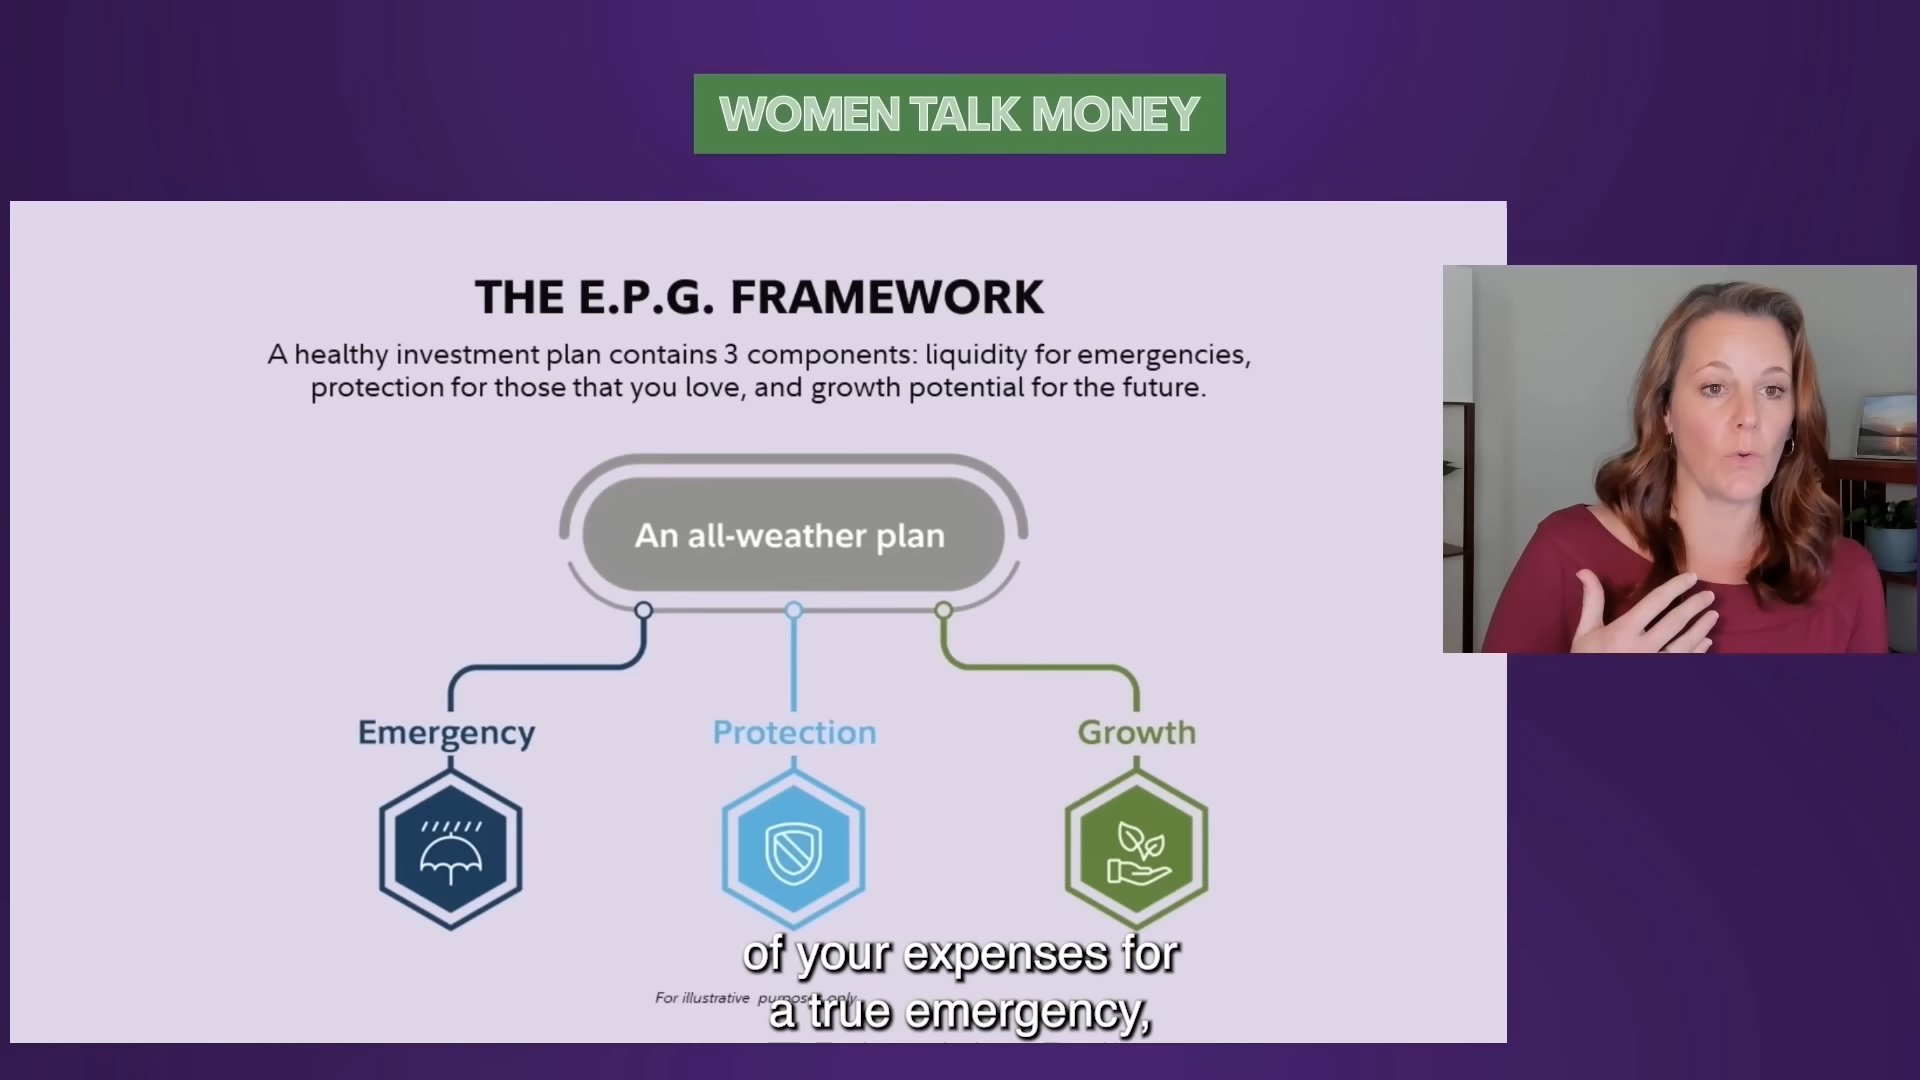 WOMEN TALK MONEY
THE E.P.G. FRAMEWORK
A healthy investment plan contains 3 components: liquidity for emergencies,
protection for those that you love, and growth potential for the future.
An all-weather plan
Emergency
Protection
Growth
of your expenses for
For illustrative purposes only
a true emergency,